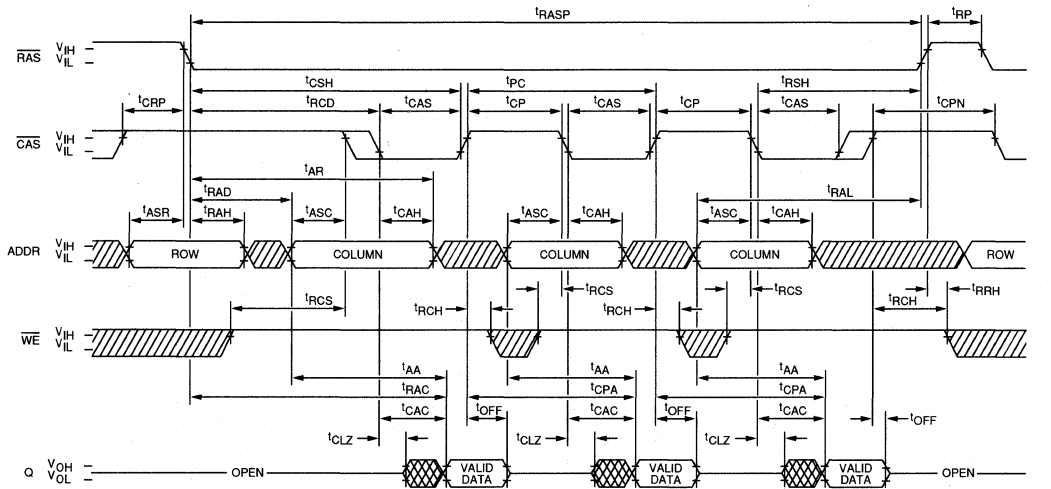 tRASP
tRP
RAS VIH
VIL
tCSH
tPC
tRSH
tCRP
tRCD
tCAS
tCP
tCAS
tCP
tCAS
tCPN
CAS VIH
VIL
tAR
tRAD
tRAL
tASR
tRAH
tASC
tCAH
tASC
tCAH
tASC
tCAH
ADDR VIH
VIL
ROW
COLUMN
COLUMN
COLUMN
ROW
tRCS
tRCH
tRCS
tRCH
tRCS
tRCH
tRRH
WE VIH
VIL
tAA
tAA
tAA
tRAC
tCPA
tCPA
tCAC
tOFF
tCAC
tOFF
tCAC
tOFF
tCLZ
tCLZ
tCLZ
Q VOH
VOL
OPEN
VALID
DATA
VALID
DATA
VALID
DATA
OPEN